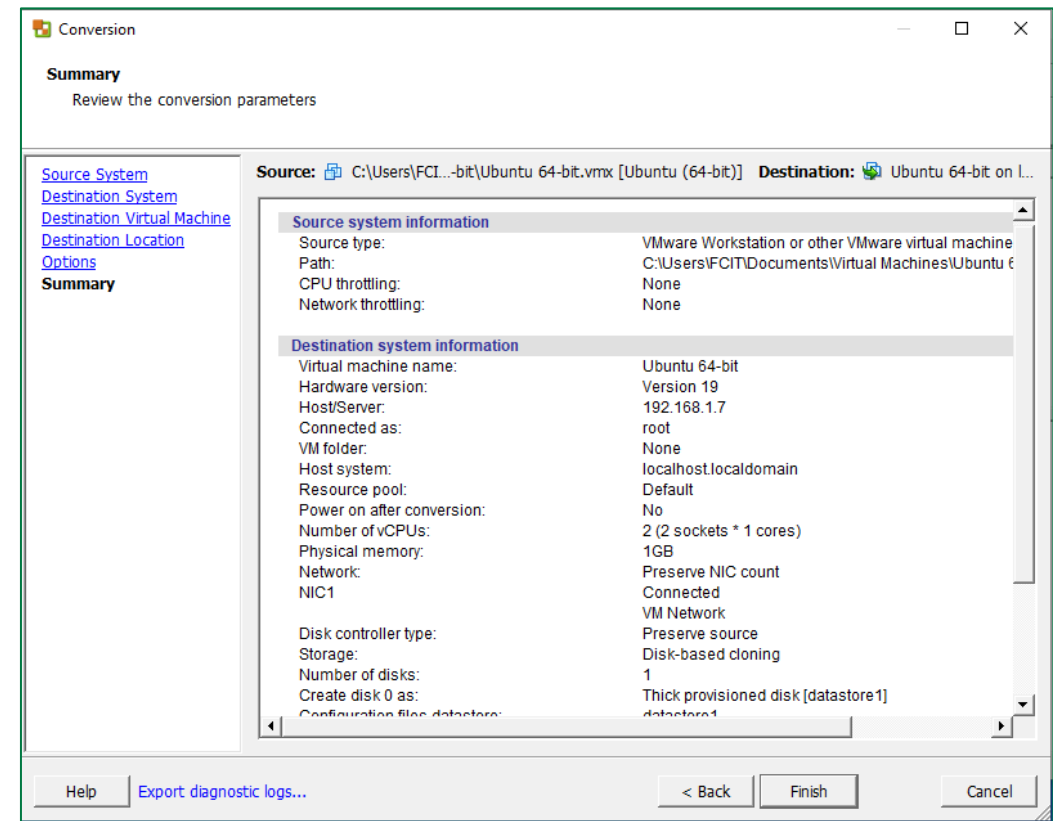 Conversion
Summary
Review the conversion parameters
Source System
Destination System
Destination Virtual Machine
Destination Location
Options
Summary
Source: C:\Users\FCI...-bit\Ubuntu 64-bit.vmx [Ubuntu (64-bit)] Destination: Ubuntu 64-bit on l...
Source system information
Source type: VMware Workstation or other VMware virtual machine
Path: C:\Users\FCIT\Documents\Virtual Machines\Ubuntu 6
CPU throttling: None
Network throttling: None
Destination system information
Virtual machine name: Ubuntu 64-bit
Hardware version: Version 19
Host/Server: 192.168.1.7
Connected as: root
VM folder: None
Host system: localhost.localdomain
Resource pool: Default
Power on after conversion: No
Number of vCPUs: 2 (2 sockets * 1 cores)
Physical memory: 1GB
Network: Preserve NIC count
NIC1 Connected
VM Network
Disk controller type: Preserve source
Storage: Disk-based cloning
Number of disks: 1
Create disk 0 as: Thick provisioned disk [datastore1]
Configuration files datastore: datastore1
Help Export diagnostic logs... < Back Finish Cancel